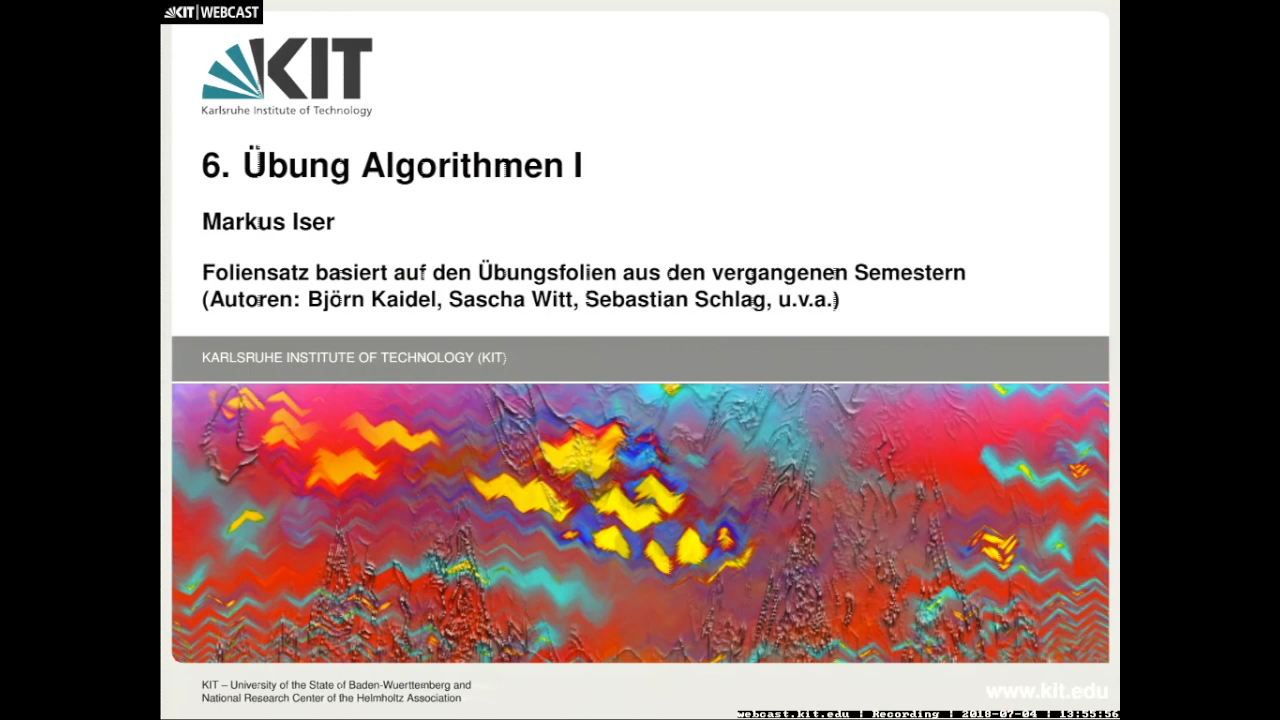 KIT | WEBCAST
KIT
Karlsruhe Institute of Technology
6. Übung Algorithmen I
Markus Iser
Foliensatz basiert auf den Übungsfolien aus den vergangenen Semestern
(Autoren: Björn Kaidel, Sascha Witt, Sebastian Schlag, u.v.a.)
KARLSRUHE INSTITUTE OF TECHNOLOGY (KIT)
KIT – University of the State of Baden-Wuerttemberg and
National Research Center of the Helmholtz Association
www.kit.edu
webcast.kit.edu | Recording | 2018-07-04 | 13:55:56